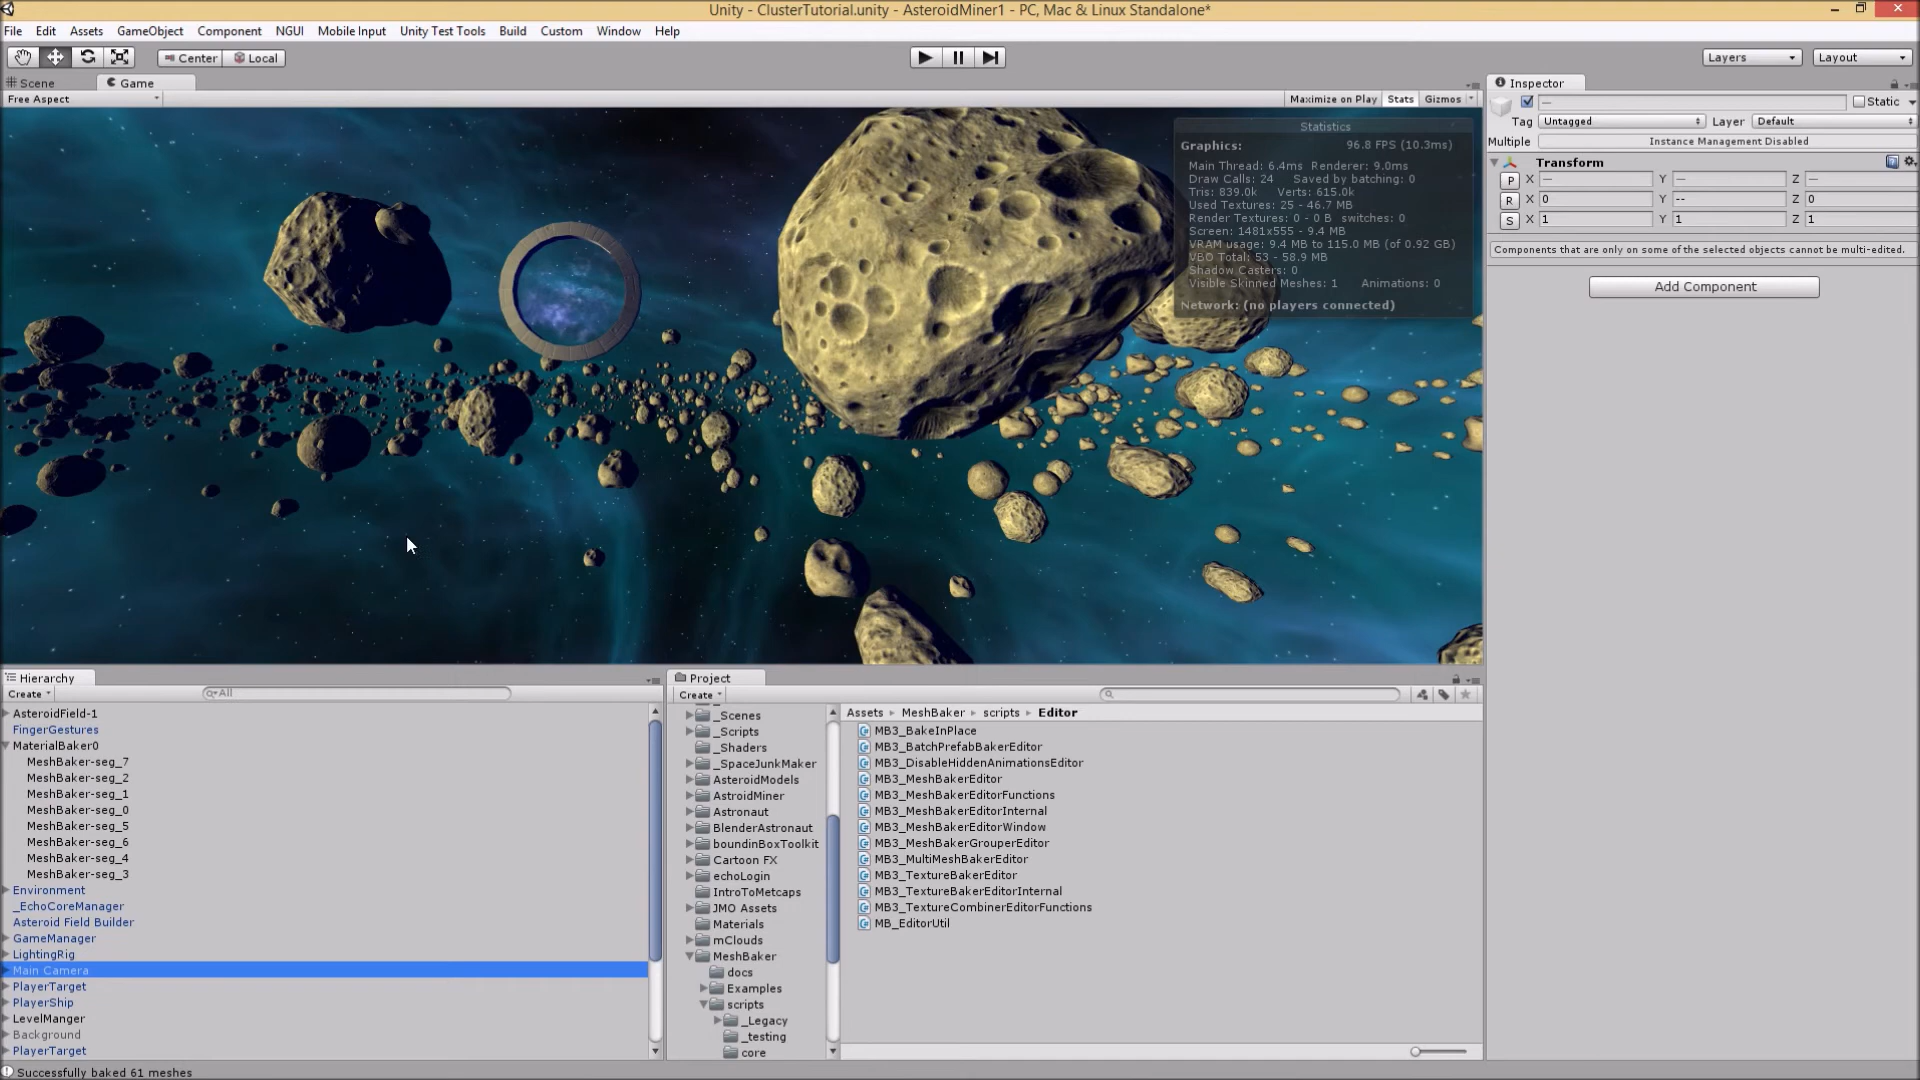 Unity - ClusterTutorial.unity - AsteroidMiner1 - PC, Mac & Linux Standalone*
File Edit Assets GameObject Component NGUI Mobile Input Unity Test Tools Build Custom Window Help
Center Local Layers Layout
Scene Game
Free Aspect Maximize on Play Stats Gizmos
Statistics
Graphics: 96.8 FPS (10.3ms)
Main Thread: 6.4ms Renderer: 9.0ms
Draw Calls: 24 Saved by batching: 0
Tris: 839.0k Verts: 615.0k
Used Textures: 25 - 46.7 MB
Render Textures: 0 - 0 B switches: 0
Screen: 1481x555 - 9.4 MB
VRAM usage: 9.4 MB to 115.0 MB (of 0.92 GB)
VBO Total: 53 - 58.9 MB
Shadow Casters: 0
Visible Skinned Meshes: 1 Animations: 0
Network: (no players connected)
Inspector
— Static
Tag Untagged Layer Default
Multiple Instance Management Disabled
Transform
P X — Y — Z —
R X 0 Y -- Z 0
S X 1 Y 1 Z 1
Components that are only on some of the selected objects cannot be multi-edited.
Add Component
Hierarchy
Create All
AsteroidField-1
FingerGestures
MaterialBaker0
MeshBaker-seg_7
MeshBaker-seg_2
MeshBaker-seg_1
MeshBaker-seg_0
MeshBaker-seg_5
MeshBaker-seg_6
MeshBaker-seg_4
MeshBaker-seg_3
Environment
_EchoCoreManager
Asteroid Field Builder
GameManager
LightingRig
Main Camera
PlayerTarget
PlayerShip
LevelManger
Background
PlayerTarget
Project
Create
_Scenes
_Scripts
_Shaders
_SpaceJunkMaker
AsteroidModels
AstroidMiner
Astronaut
BlenderAstronaut
boundinBoxToolkit
Cartoon FX
echoLogin
IntroToMetcaps
JMO Assets
Materials
mClouds
MeshBaker
docs
Examples
scripts
_Legacy
_testing
core
Assets MeshBaker scripts Editor
MB3_BakeInPlace
MB3_BatchPrefabBakerEditor
MB3_DisableHiddenAnimationsEditor
MB3_MeshBakerEditor
MB3_MeshBakerEditorFunctions
MB3_MeshBakerEditorInternal
MB3_MeshBakerEditorWindow
MB3_MeshBakerGrouperEditor
MB3_MultiMeshBakerEditor
MB3_TextureBakerEditor
MB3_TextureBakerEditorInternal
MB3_TextureCombinerEditorFunctions
MB_EditorUtil
Successfully baked 61 meshes